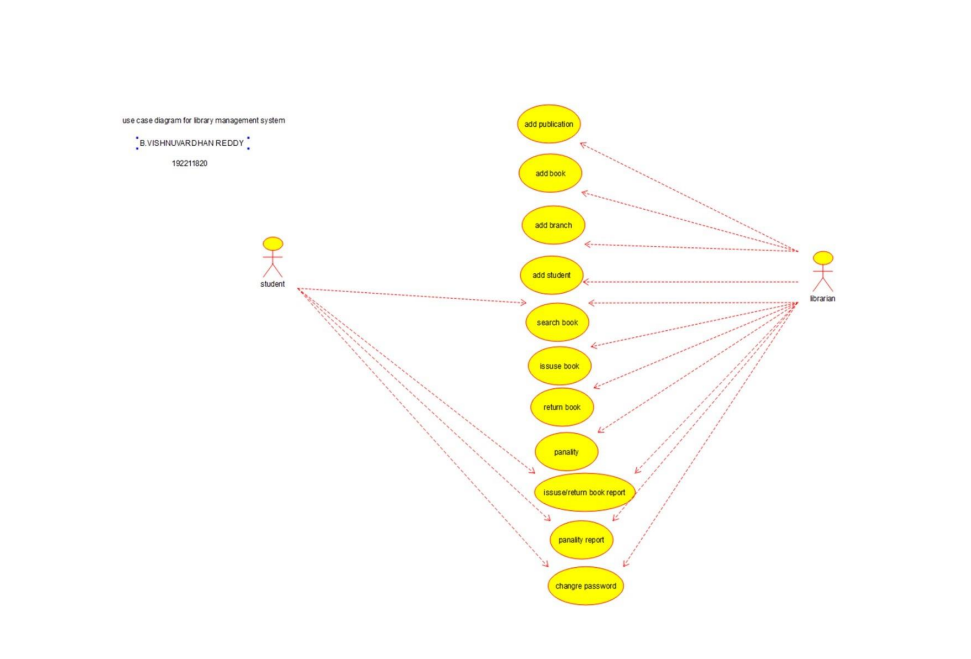 use case diagram for library management system
B.VISHNUVARDHAN REDDY
192211820
add publication
add book
add branch
student
add student
librarian
search book
issuse book
return book
panality
issuse/return book report
panality report
changre password